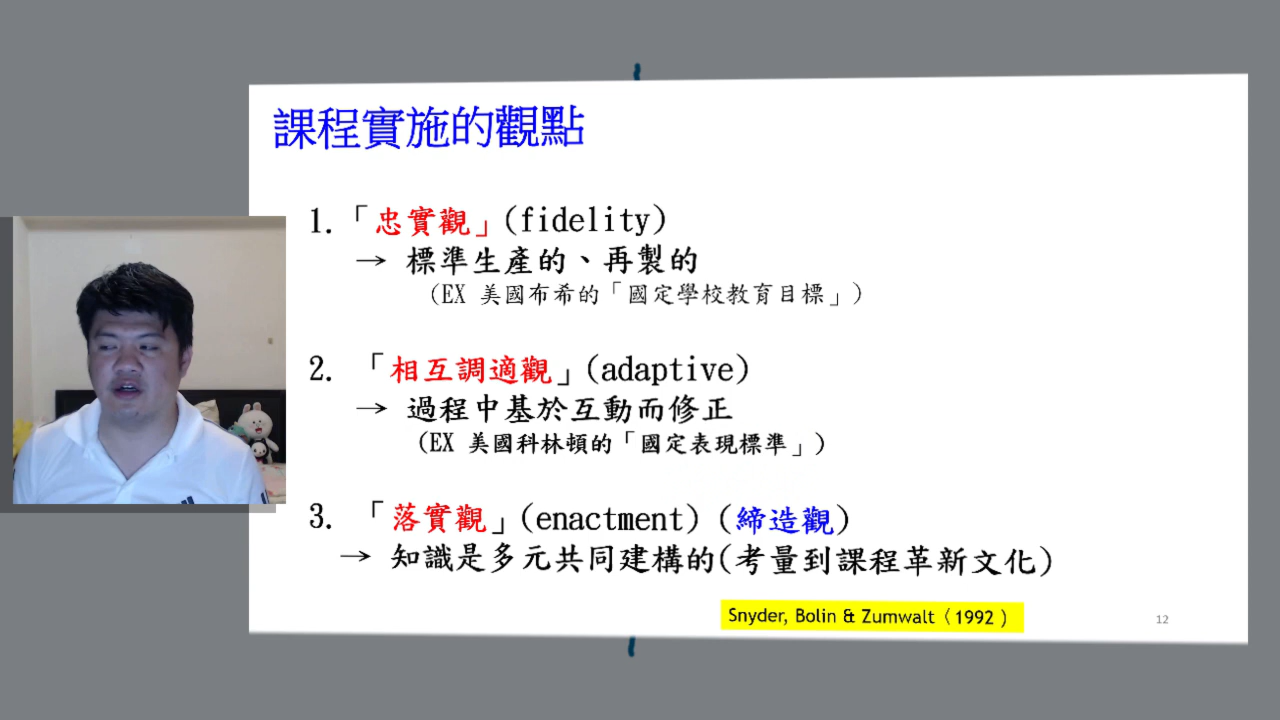 課程實施的觀點
1.「忠實觀」(fidelity)
→ 標準生產的、再製的
(EX 美國布希的「國定學校教育目標」)
2. 「相互調適觀」(adaptive)
→ 過程中基於互動而修正
(EX 美國科林頓的「國定表現標準」)
3. 「落實觀」(enactment)(締造觀)
→ 知識是多元共同建構的(考量到課程革新文化)
Snyder, Bolin & Zumwalt（1992 ）
12